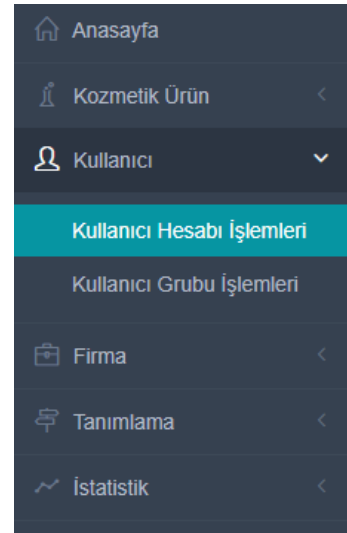 Anasayfa
Kozmetik Ürün
Kullanıcı
Kullanıcı Hesabı İşlemleri
Kullanıcı Grubu İşlemleri
Firma
Tanımlama
İstatistik